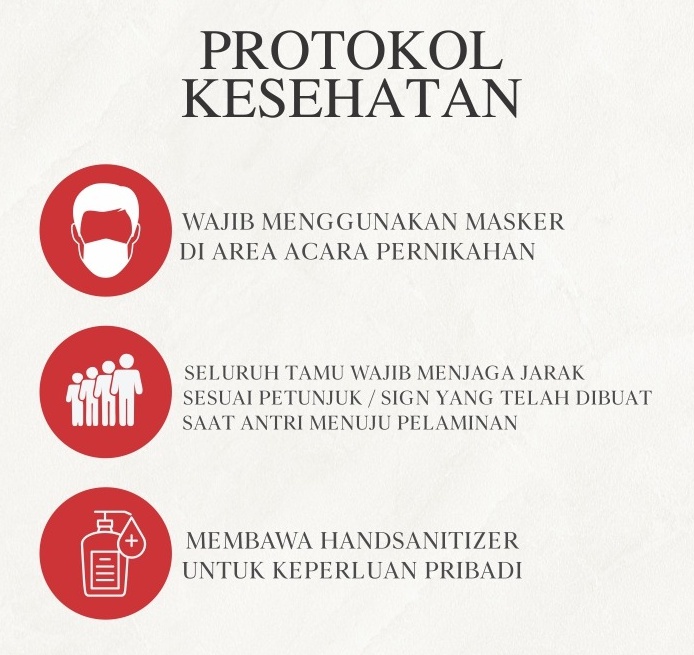 PROTOKOL
KESEHATAN
WAJIB MENGGUNAKAN MASKER
DI AREA ACARA PERNIKAHAN
SELURUH TAMU WAJIB MENJAGA JARAK
SESUAI PETUNJUK / SIGN YANG TELAH DIBUAT
SAAT ANTRI MENUJU PELAMINAN
MEMBAWA HANDSANITIZER
UNTUK KEPERLUAN PRIBADI